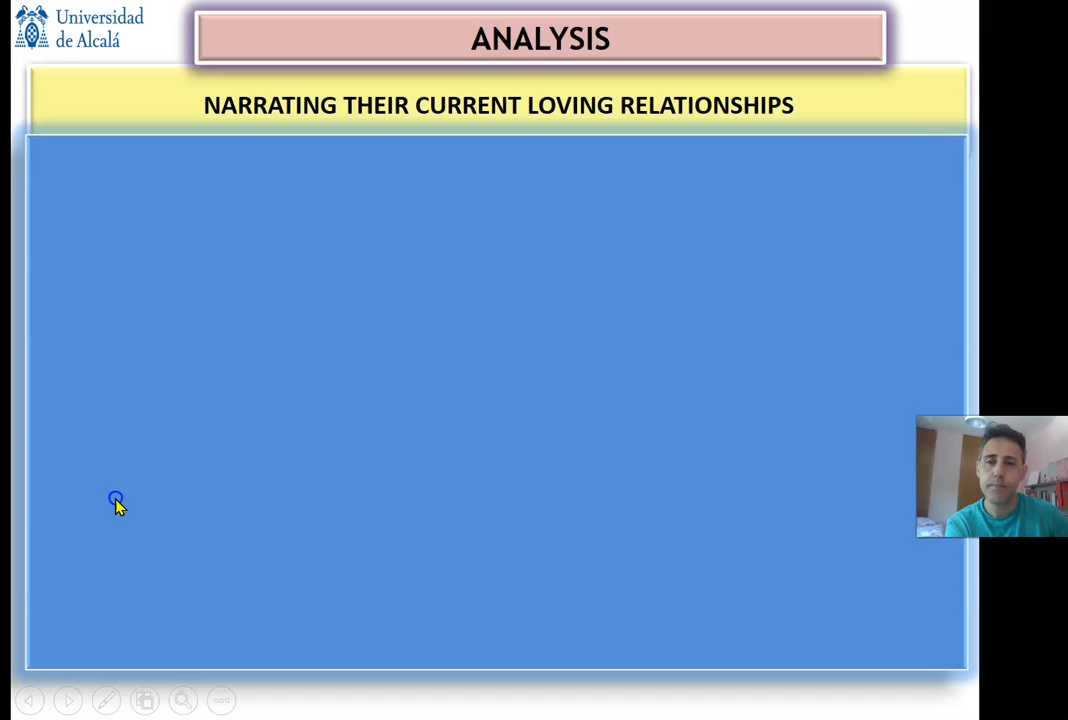 Universidad
de Alcalá
ANALYSIS
NARRATING THEIR CURRENT LOVING RELATIONSHIPS